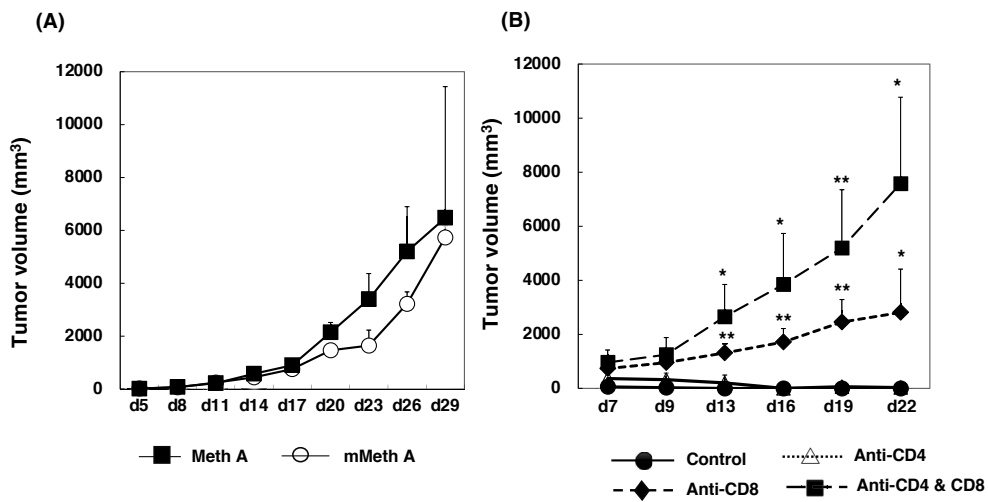 (A)
Tumor volume (mm³)
12000
10000
8000
6000
4000
2000
0
d5 d8 d11 d14 d17 d20 d23 d26 d29
Meth A mMeth A
(B)
Tumor volume (mm³)
12000
10000
8000
6000
4000
2000
0
*
**
*
*
*
**
**
**
d7 d9 d13 d16 d19 d22
Control Anti-CD4
Anti-CD8 Anti-CD4 & CD8